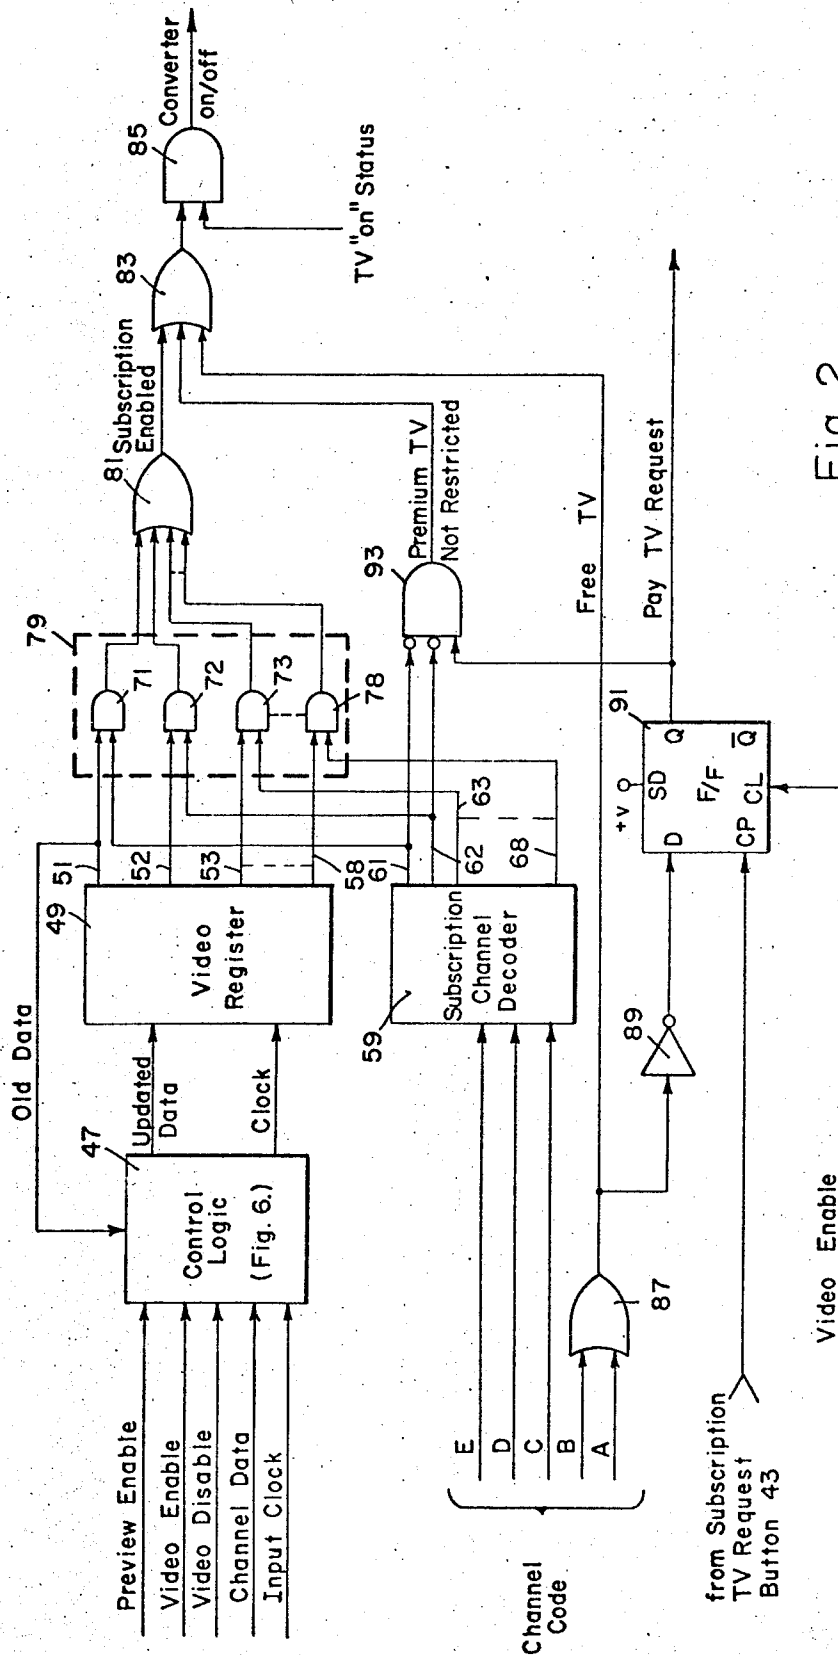 Preview Enable
Video Enable
Video Disable
Channel Data
Input Clock
Old Data
47
Control
Logic
(Fig. 6.)
Updated
Data
Clock
49
Video
Register
51
52
53
58
79
71
72
73
78
81
Subscription
Enabled
83
85
Converter
on/off
TV "on" Status
Channel
Code
E
D
C
B
A
59
Subscription
Channel
Decoder
61
62
63
68
93
Premium TV
Not Restricted
87
Free TV
89
from Subscription
TV Request
Button 43
91
+V
SD
D
F/F
Q
CP
CL
Q̅
Pay TV Request
Video Enable
Fig. 2